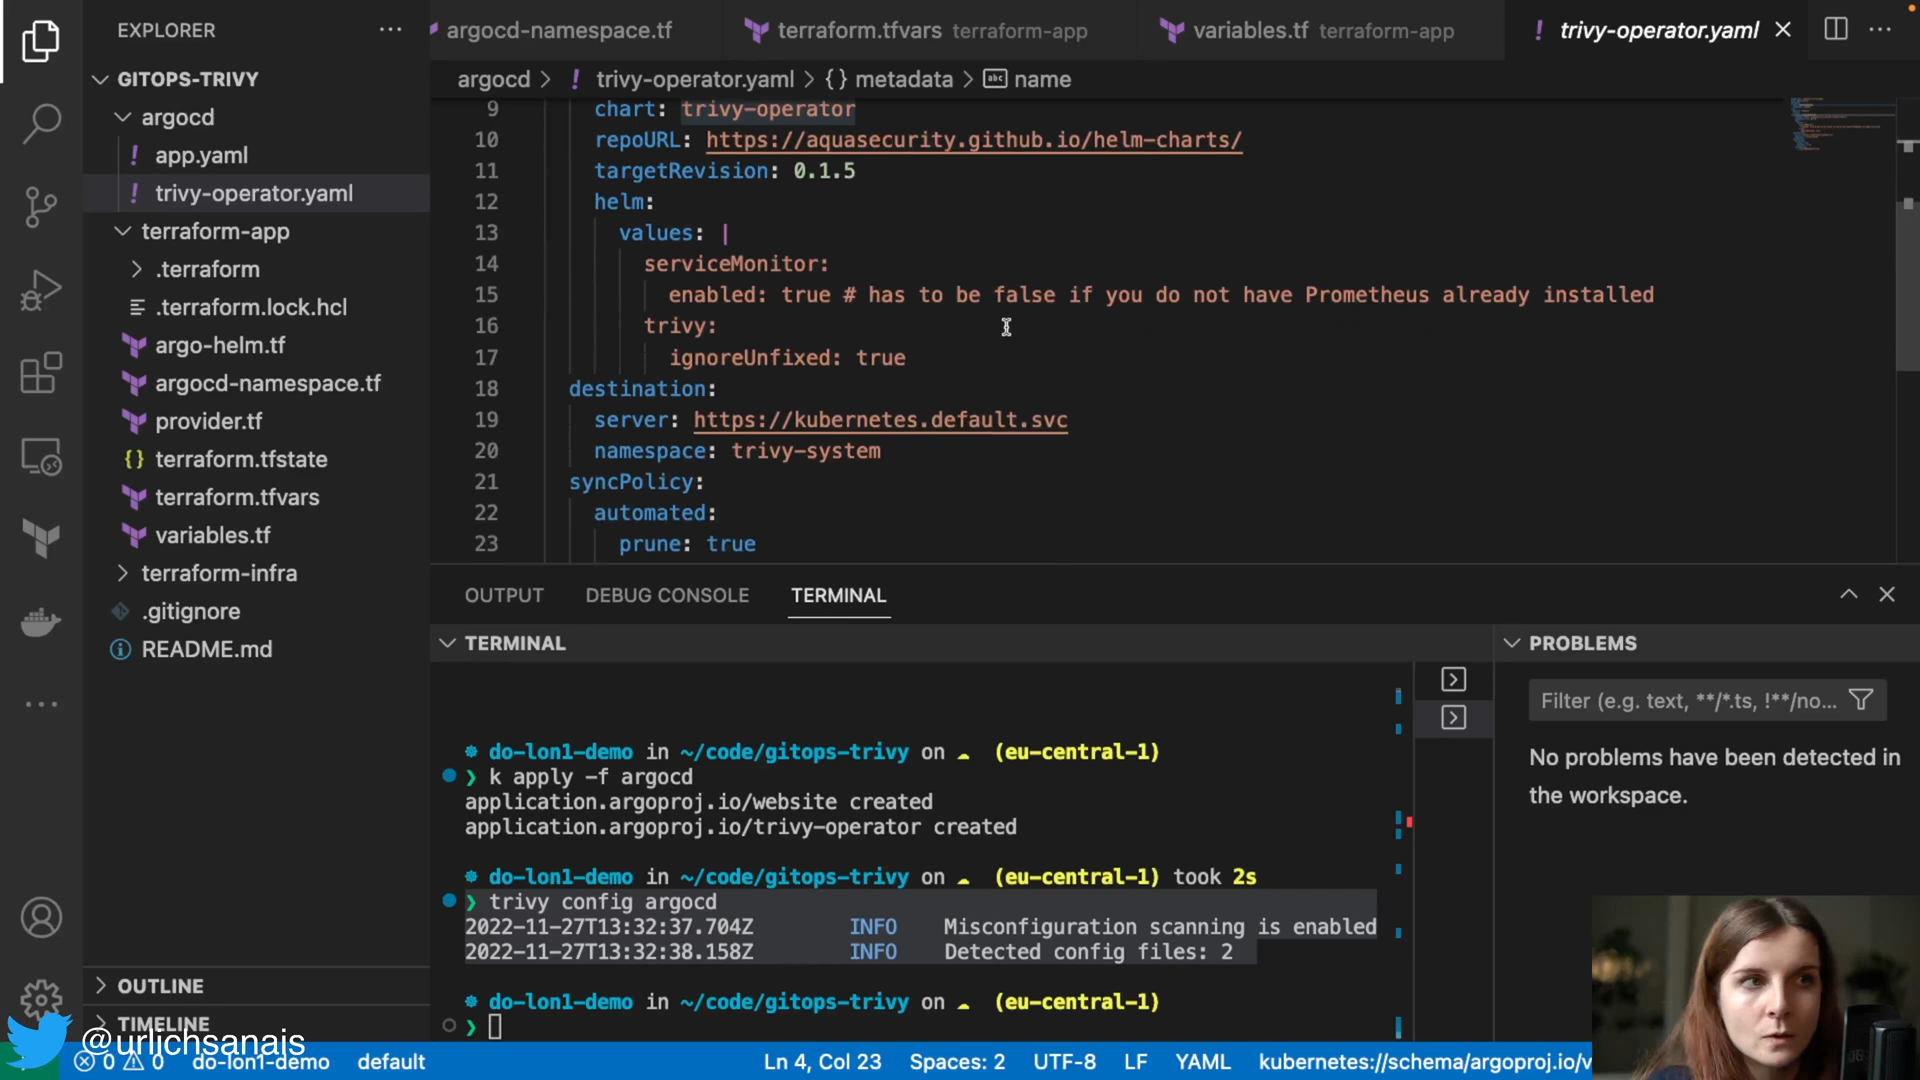 EXPLORER
GITOPS-TRIVY
argocd
app.yaml
trivy-operator.yaml
terraform-app
.terraform
.terraform.lock.hcl
argo-helm.tf
argocd-namespace.tf
provider.tf
terraform.tfstate
terraform.tfvars
variables.tf
terraform-infra
.gitignore
README.md
OUTLINE
TIMELINE
@urlichsanais
argocd-namespace.tf
terraform.tfvars terraform-app
variables.tf terraform-app
! trivy-operator.yaml
argocd > ! trivy-operator.yaml > {} metadata > abc name
9 chart: trivy-operator
10 repoURL: https://aquasecurity.github.io/helm-charts/
11 targetRevision: 0.1.5
12 helm:
13 values: |
14 serviceMonitor:
15 enabled: true # has to be false if you do not have Prometheus already installed
16 trivy:
17 ignoreUnfixed: true
18 destination:
19 server: https://kubernetes.default.svc
20 namespace: trivy-system
21 syncPolicy:
22 automated:
23 prune: true
OUTPUT DEBUG CONSOLE TERMINAL
TERMINAL
do-lon1-demo in ~/code/gitops-trivy on ☁ (eu-central-1)
❯ k apply -f argocd
application.argoproj.io/website created
application.argoproj.io/trivy-operator created
do-lon1-demo in ~/code/gitops-trivy on ☁ (eu-central-1) took 2s
❯ trivy config argocd
2022-11-27T13:32:37.704Z INFO Misconfiguration scanning is enabled
2022-11-27T13:32:38.158Z INFO Detected config files: 2
do-lon1-demo in ~/code/gitops-trivy on ☁ (eu-central-1)
❯
PROBLEMS
Filter (e.g. text, **/*.ts, !**/no...
No problems have been detected in
the workspace.
0 0 do-lon1-demo default
Ln 4, Col 23 Spaces: 2 UTF-8 LF YAML kubernetes://schema/argoproj.io/v